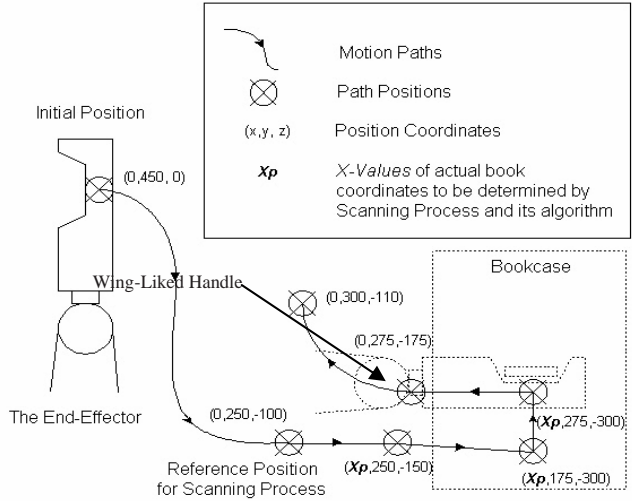 Motion Paths
Path Positions
(x,y, z)
Position Coordinates
Xp
X-Values of actual book
coordinates to be determined by
Scanning Process and its algorithm
Initial Position
(0,450, 0)
Bookcase
Wing-Liked Handle
(0,300,-110)
(0,275,-175)
The End-Effector
(0,250,-100)
(Xp,275,-300)
Reference Position
for Scanning Process
(Xp,250,-150)
(Xp,175,-300)